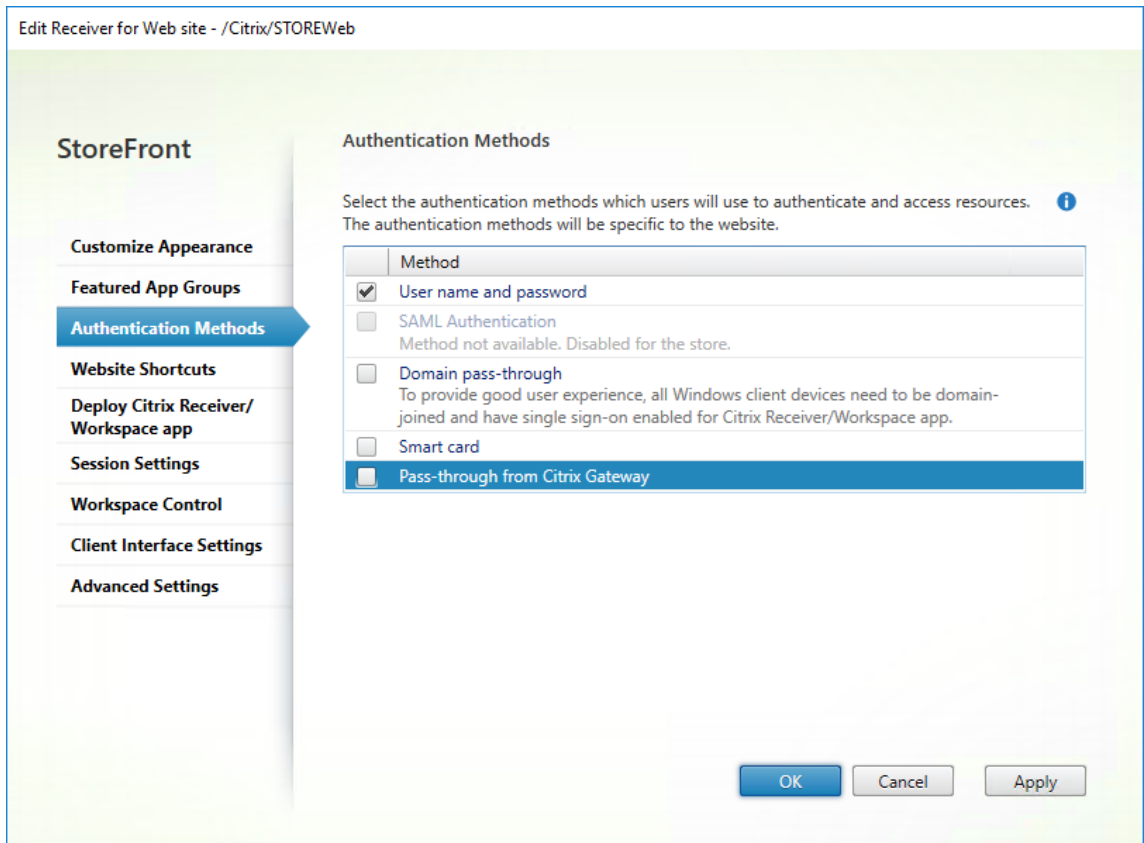 Edit Receiver for Web site - /Citrix/STOREWeb
StoreFront
Customize Appearance
Featured App Groups
Authentication Methods
Website Shortcuts
Deploy Citrix Receiver/
Workspace app
Session Settings
Workspace Control
Client Interface Settings
Advanced Settings
Authentication Methods
Select the authentication methods which users will use to authenticate and access resources.
The authentication methods will be specific to the website.
Method
User name and password
SAML Authentication
Method not available. Disabled for the store.
Domain pass-through
To provide good user experience, all Windows client devices need to be domain-
joined and have single sign-on enabled for Citrix Receiver/Workspace app.
Smart card
Pass-through from Citrix Gateway
OK
Cancel
Apply